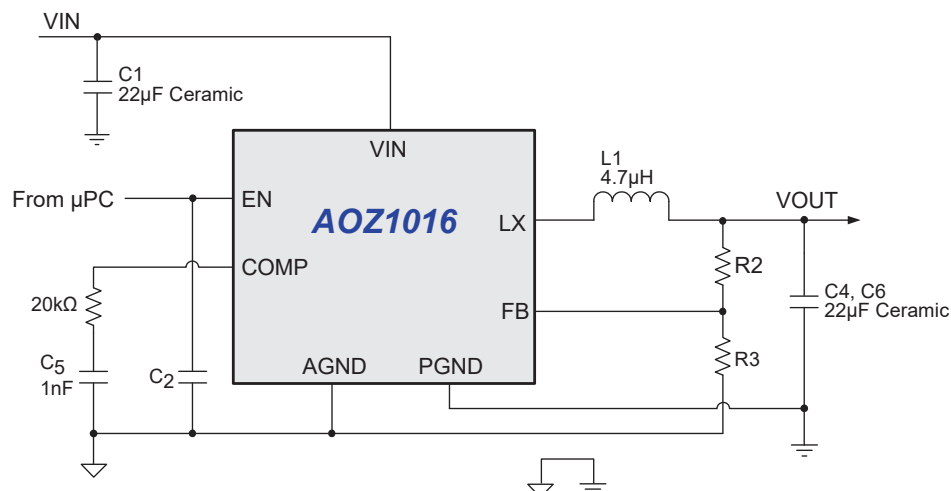 VIN
C1
22µF Ceramic
VIN
L1
4.7µH
From µPC
EN
AOZ1016
LX
VOUT
COMP
R2
20kΩ
C4, C6
22µF Ceramic
FB
C5
1nF
C2
AGND
PGND
R3